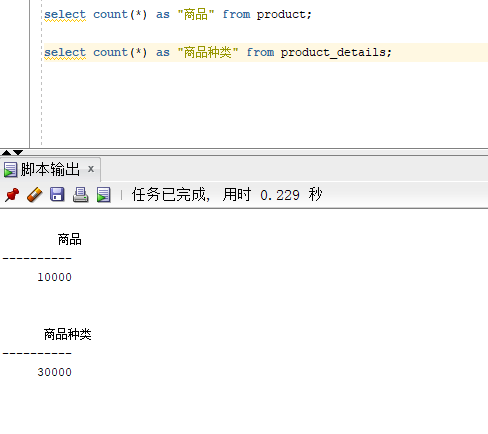 select count(*) as "商品" from product;
select count(*) as "商品种类" from product_details;
脚本输出 x
任务已完成, 用时 0.229 秒
商品
----------
10000
商品种类
----------
30000